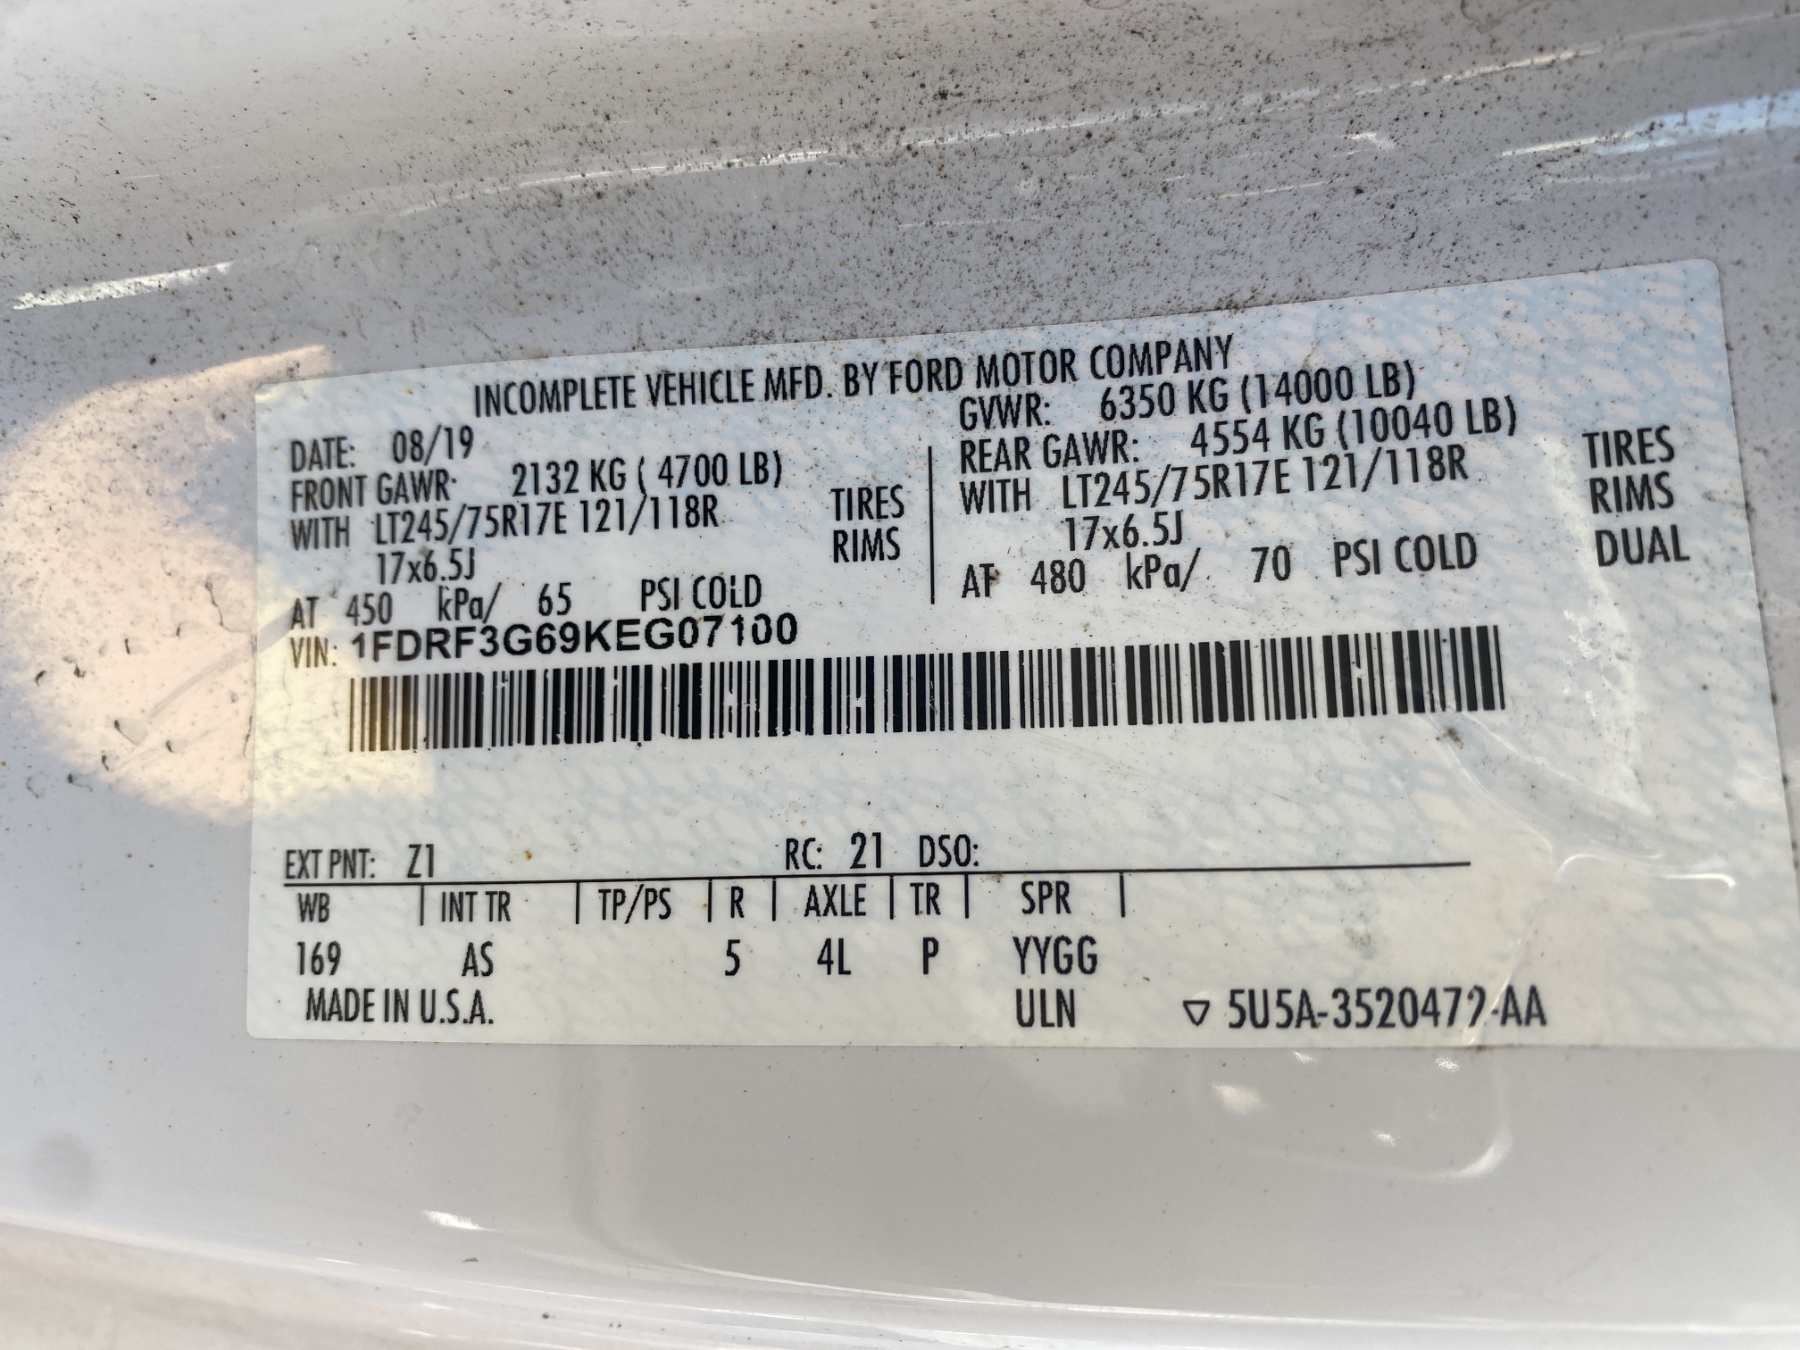 INCOMPLETE VEHICLE MFD. BY FORD MOTOR COMPANY
DATE: 08/19
GVWR: 6350 KG (14000 LB)
FRONT GAWR: 2132 KG ( 4700 LB)
REAR GAWR: 4554 KG (10040 LB)
WITH LT245/75R17E 121/118R TIRES
WITH LT245/75R17E 121/118R TIRES
17x6.5J RIMS
17x6.5J RIMS
AT 450 kPa/ 65 PSI COLD
AT 480 kPa/ 70 PSI COLD DUAL
VIN: 1FDRF3G69KEG07100
EXT PNT: Z1 RC: 21 DSO:
WB | INT TR | TP/PS | R | AXLE | TR | SPR |
169 AS 5 4L P YYGG
MADE IN U.S.A. ULN ▽ 5U5A-3520472-AA